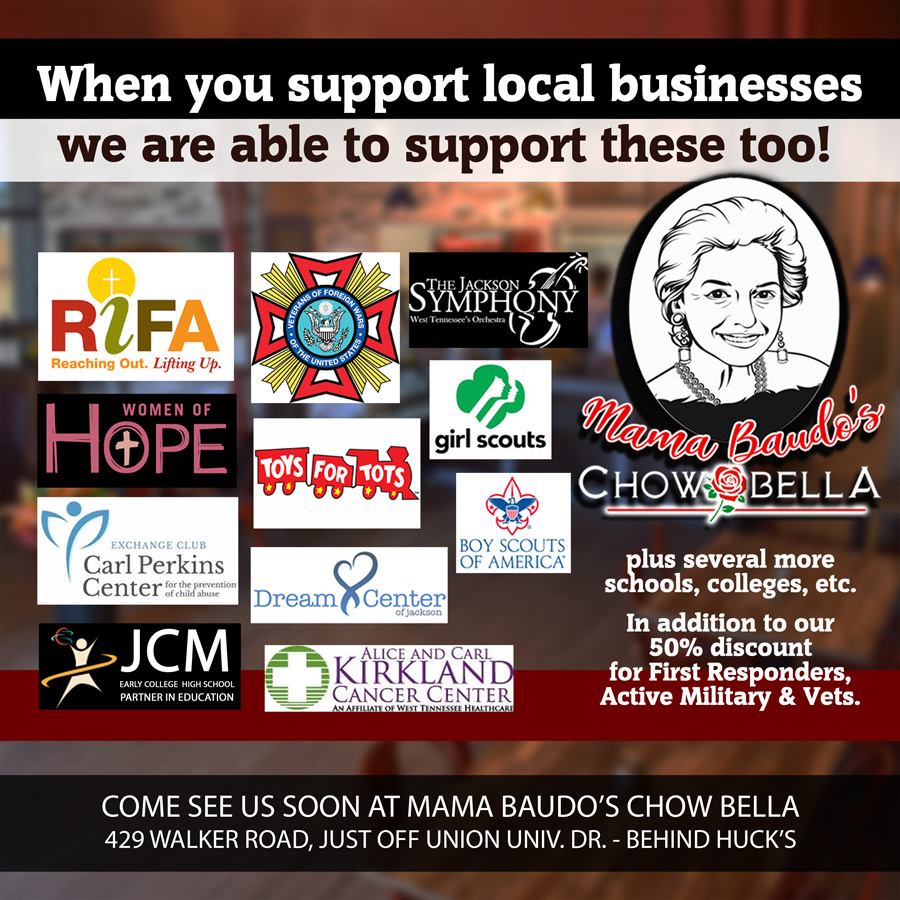 When you support local businesses
we are able to support these too!
RiFA
Reaching Out. Lifting Up.
VETERANS OF FOREIGN WARS
OF THE UNITED STATES
THE JACKSON
SYMPHONY
West Tennessee's Orchestra
WOMEN OF
HOPE
girl scouts
TOYS FOR TOTS
EXCHANGE CLUB
Carl Perkins
Center for the prevention
of child abuse
BOY SCOUTS
OF AMERICA®
Dream Center
of jackson
JCM
EARLY COLLEGE HIGH SCHOOL
PARTNER IN EDUCATION
ALICE AND CARL
KIRKLAND
CANCER CENTER
AN AFFILIATE OF WEST TENNESSEE HEALTHCARE
Mama Baudo's
CHOW BELLA
plus several more
schools, colleges, etc.
In addition to our
50% discount
for First Responders,
Active Military & Vets.
COME SEE US SOON AT MAMA BAUDO'S CHOW BELLA
429 WALKER ROAD, JUST OFF UNION UNIV. DR. - BEHIND HUCK'S